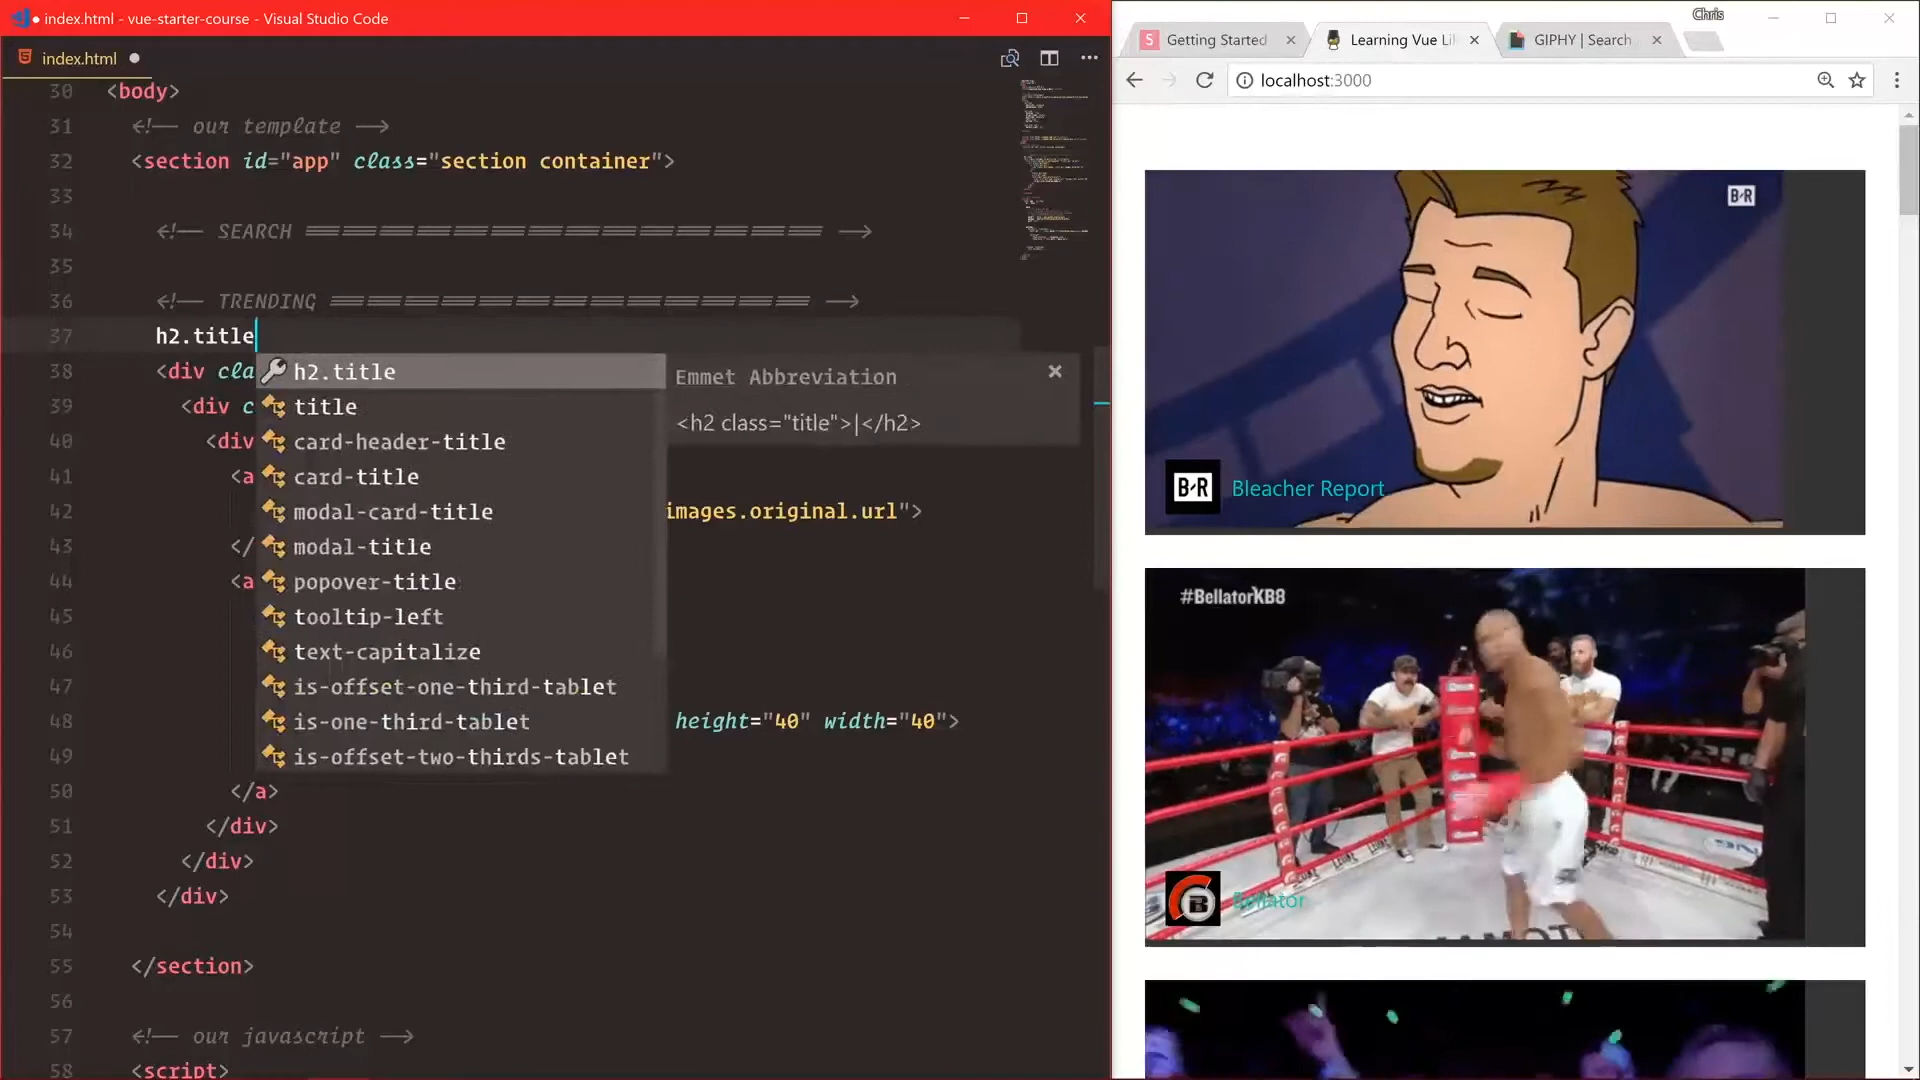 index.html - vue-starter-course - Visual Studio Code
index.html
30 <body>
31 <!-- our template -->
32 <section id="app" class="section container">
33
34 <!-- SEARCH ========================== -->
35
36 <!-- TRENDING ======================== -->
37 h2.title
38 <div cla
39 <div c
40 <div
41 <a
42 images.original.url">
43 </
44 <a
45
46
47
48 height="40" width="40">
49
50 </a>
51 </div>
52 </div>
53 </div>
54
55 </section>
56
57 <!-- our javascript -->
58 <script>
h2.title
title
card-header-title
card-title
modal-card-title
modal-title
popover-title
tooltip-left
text-capitalize
is-offset-one-third-tablet
is-one-third-tablet
is-offset-two-thirds-tablet
Emmet Abbreviation
<h2 class="title">|</h2>
Chris
Getting Started
Learning Vue Li
GIPHY | Search
localhost:3000
B/R
B/R
Bleacher Report
#BellatorKB8
Bellator